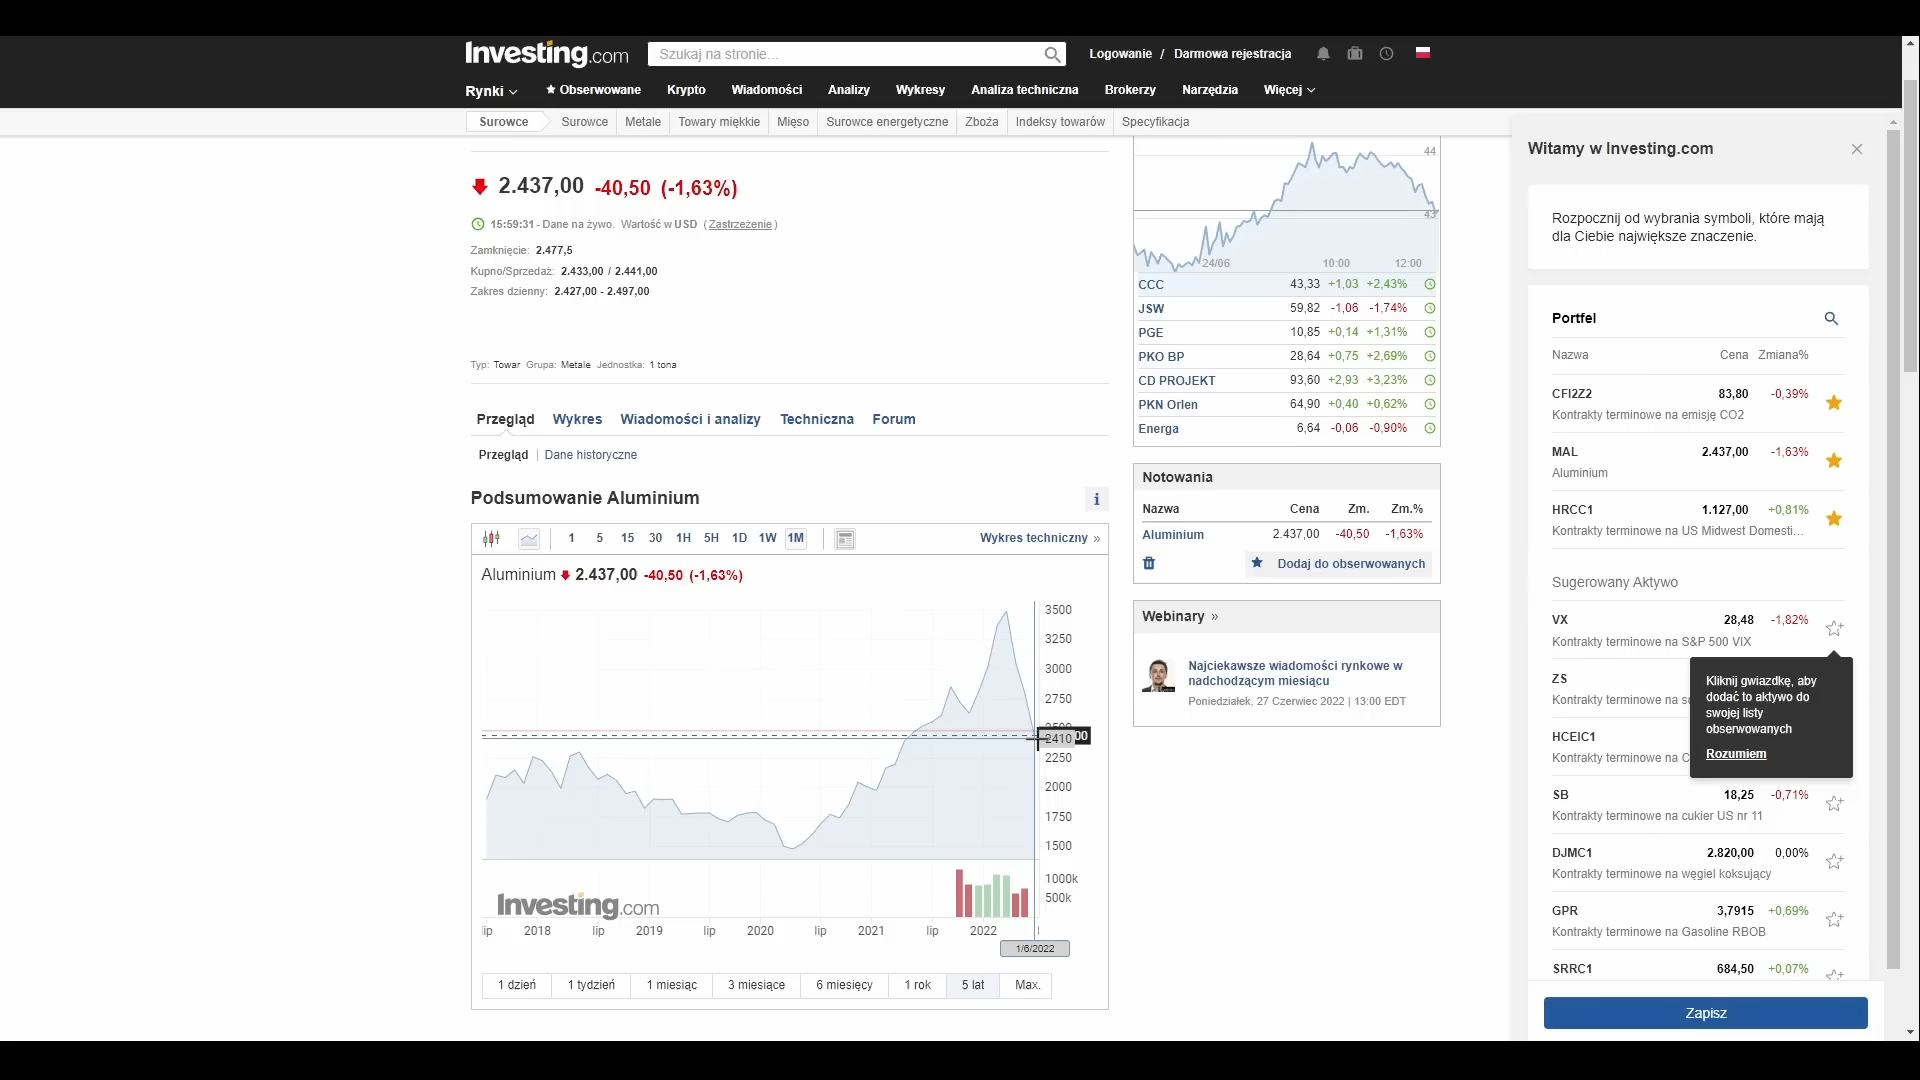 Investing.com
Szukaj na stronie...
Logowanie / Darmowa rejestracja
Rynki
Obserwowane
Krypto
Wiadomości
Analizy
Wykresy
Analiza techniczna
Brokerzy
Narzędzia
Więcej
Surowce
Surowce
Metale
Towary miękkie
Mięso
Surowce energetyczne
Zboża
Indeksy towarów
Specyfikacja
2.437,00 -40,50 (-1,63%)
15:59:31 - Dane na żywo. Wartość w USD ( Zastrzeżenie )
Zamknięcie: 2.477,5
Kupno/Sprzedaż: 2.433,00 / 2.441,00
Zakres dzienny: 2.427,00 - 2.497,00
Typ: Towar Grupa: Metale Jednostka: 1 tona
Przegląd
Wykres
Wiadomości i analizy
Techniczna
Forum
Przegląd | Dane historyczne
Podsumowanie Aluminium
i
1 5 15 30 1H 5H 1D 1W 1M
Wykres techniczny »
Aluminium 2.437,00 -40,50 (-1,63%)
3500
3250
3000
2750
2500
2410
00
2250
2000
1750
1500
1000k
500k
Investing.com
lip 2018 lip 2019 lip 2020 lip 2021 lip 2022
1/6/2022
1 dzień
1 tydzień
1 miesiąc
3 miesiące
6 miesięcy
1 rok
5 lat
Max.
44
43
24/06 10:00 12:00
CCC 43,33 +1,03 +2,43%
JSW 59,82 -1,06 -1,74%
PGE 10,85 +0,14 +1,31%
PKO BP 28,64 +0,75 +2,69%
CD PROJEKT 93,60 +2,93 +3,23%
PKN Orlen 64,90 +0,40 +0,62%
Energa 6,64 -0,06 -0,90%
Notowania
Nazwa Cena Zm. Zm.%
Aluminium 2.437,00 -40,50 -1,63%
Dodaj do obserwowanych
Webinary »
Najciekawsze wiadomości rynkowe w
nadchodzącym miesiącu
Poniedziałek, 27 Czerwiec 2022 | 13:00 EDT
Witamy w Investing.com
Rozpocznij od wybrania symboli, które mają
dla Ciebie największe znaczenie.
Portfel
Nazwa Cena Zmiana%
CFI2Z2 83,80 -0,39%
Kontrakty terminowe na emisję CO2
MAL 2.437,00 -1,63%
Aluminium
HRCC1 1.127,00 +0,81%
Kontrakty terminowe na US Midwest Domesti...
Sugerowany Aktywo
VX 28,48 -1,82%
Kontrakty terminowe na S&P 500 VIX
ZS
Kontrakty terminowe na
HCEIC1
Kontrakty terminowe na
Kliknij gwiazdkę, aby
dodać to aktywo do
swojej listy
obserwowanych
Rozumiem
SB 18,25 -0,71%
Kontrakty terminowe na cukier US nr 11
DJMC1 2.820,00 0,00%
Kontrakty terminowe na węgiel koksujący
GPR 3,7915 +0,69%
Kontrakty terminowe na Gasoline RBOB
SRRC1 684,50 +0,07%
Zapisz